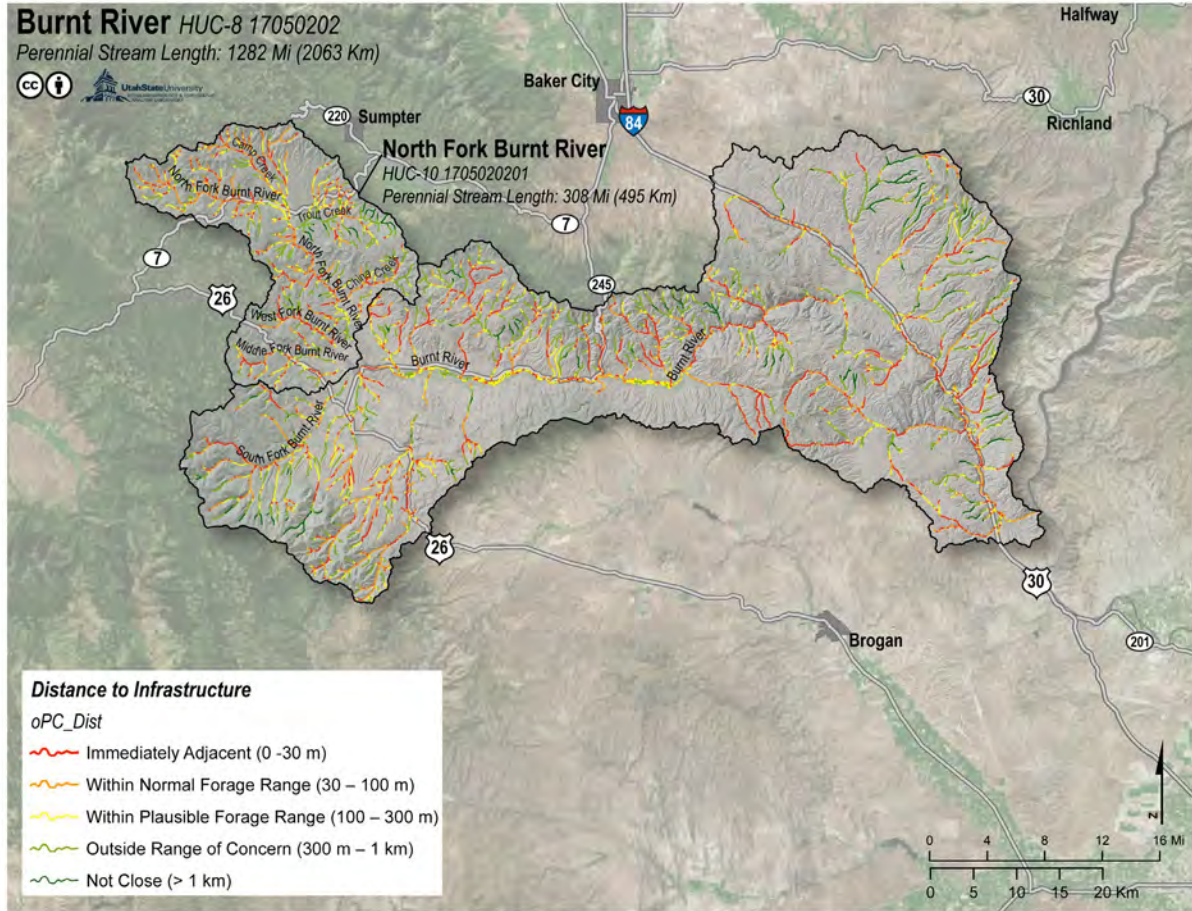 Burnt River HUC-8 17050202
Perennial Stream Length: 1282 Mi (2063 Km)
cc
UtahStateUniversity
Halfway
Baker City
84
30
Richland
220
Sumpter
North Fork Burnt River
HUC-10 1705020201
Perennial Stream Length: 308 Mi (495 Km)
Camp Creek
North Fork Burnt River
Trout Creek
7
7
North Fork Burnt River
China Creek
245
26
West Fork Burnt River
Middle Fork Burnt River
Burnt River
Burnt River
South Fork Burnt River
26
30
Brogan
201
Distance to Infrastructure
oPC_Dist
Immediately Adjacent (0 -30 m)
Within Normal Forage Range (30 – 100 m)
Within Plausible Forage Range (100 – 300 m)
Outside Range of Concern (300 m – 1 km)
Not Close (> 1 km)
N
0 4 8 12 16 Mi
0 5 10 15 20 Km